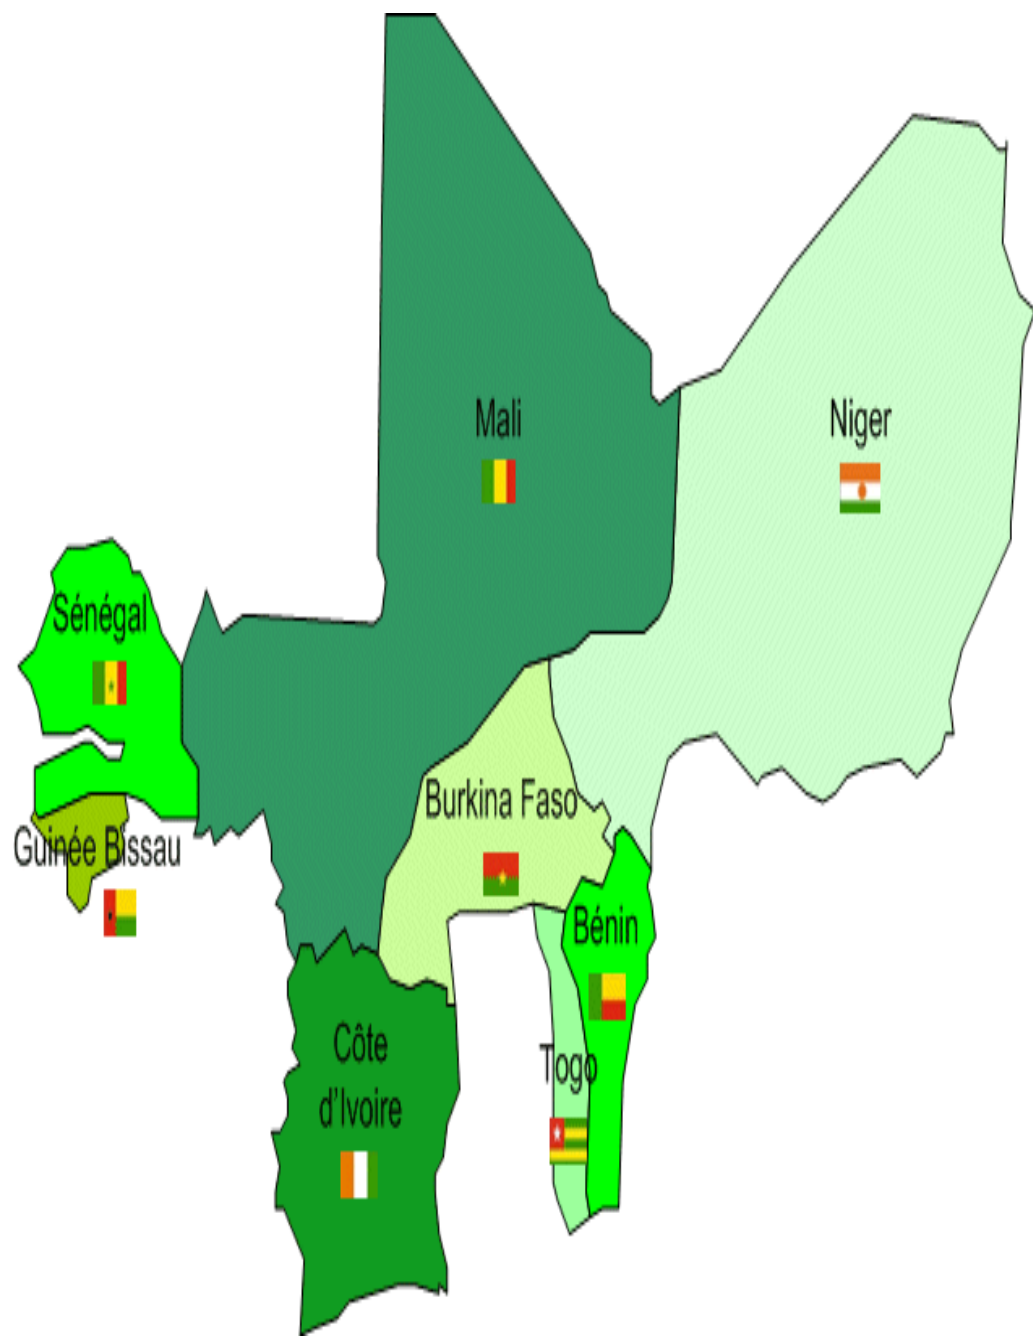 Mali
Niger
Sénégal
Burkina Faso
Guinée Bissau
Bénin
Côte
d'Ivoire
Togo